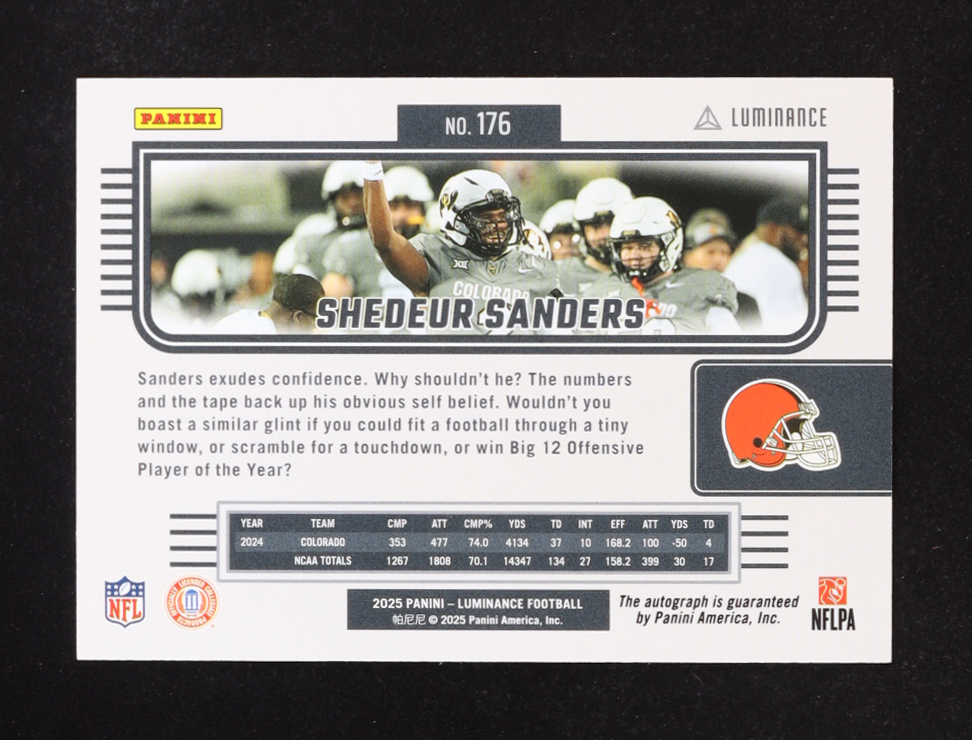 PANINI
NO. 176
LUMINANCE
COLORADO
SHEDEUR SANDERS
Sanders exudes confidence. Why shouldn't he? The numbers
and the tape back up his obvious self belief. Wouldn't you
boast a similar glint if you could fit a football through a tiny
window, or scramble for a touchdown, or win Big 12 Offensive
Player of the Year?
YEAR TEAM CMP ATT CMP% YDS TD INT EFF ATT YDS TD
2024 COLORADO 353 477 74.0 4134 37 10 168.2 100 -50 4
NCAA TOTALS 1267 1808 70.1 14347 134 27 158.2 399 30 17
NFL
OFFICIALLY LICENSED COLLEGIATE PRODUCTS
2025 PANINI – LUMINANCE FOOTBALL
帕尼尼 © 2025 Panini America, Inc.
The autograph is guaranteed
by Panini America, Inc.
NFLPA